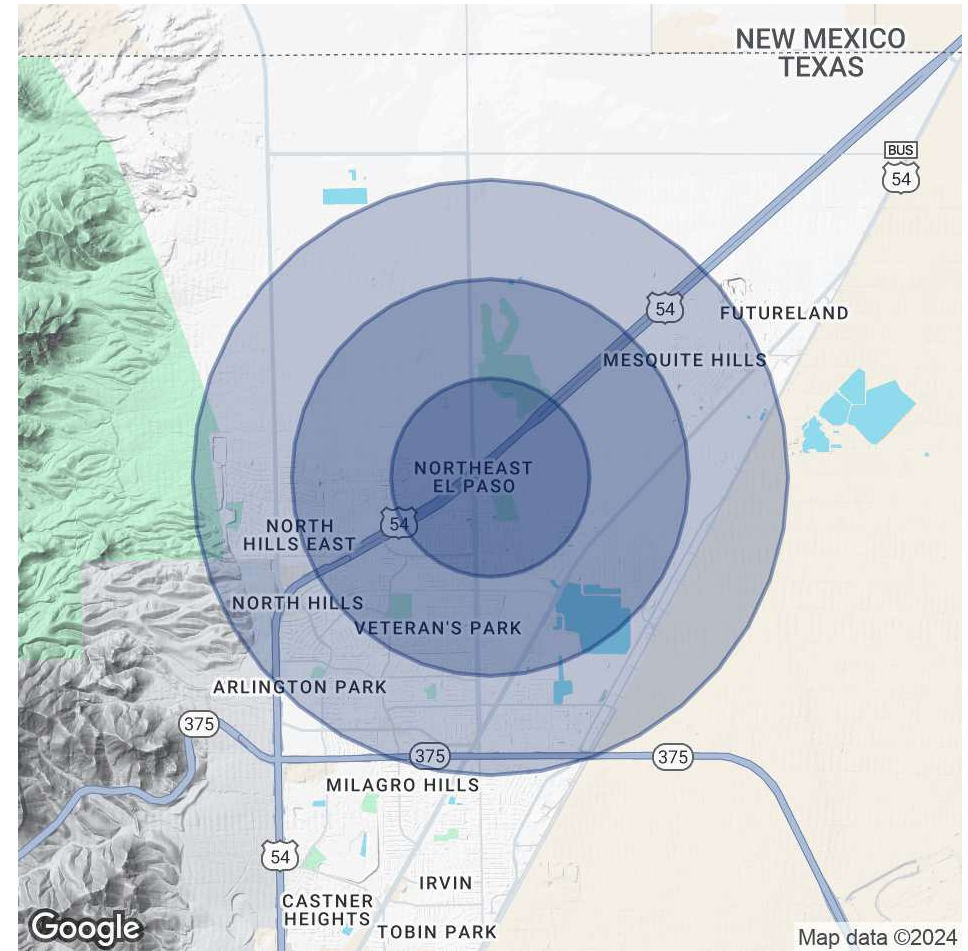 NEW MEXICO
TEXAS
BUS
54
54
FUTURELAND
MESQUITE HILLS
NORTHEAST
EL PASO
54
NORTH
HILLS EAST
NORTH HILLS
VETERAN'S PARK
ARLINGTON PARK
375
375
375
MILAGRO HILLS
54
IRVIN
CASTNER
HEIGHTS
TOBIN PARK
Google
Map data ©2024